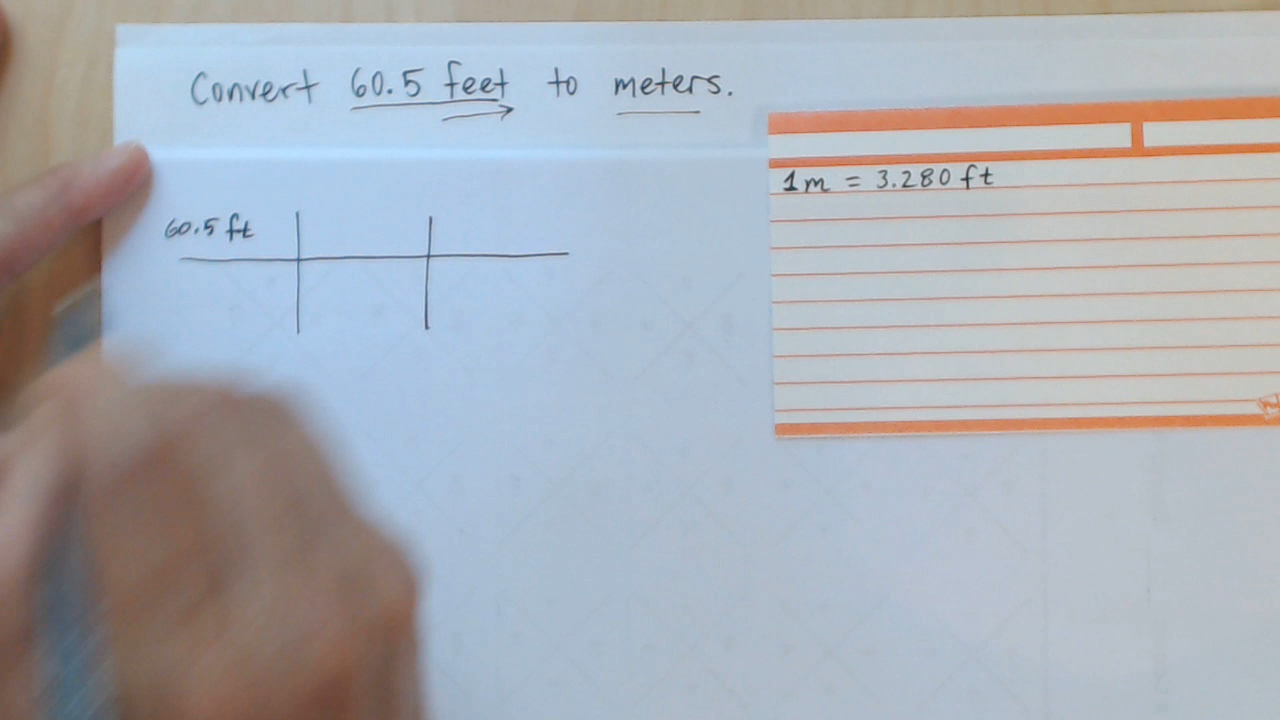 Convert 60.5 feet to meters.
1m = 3.280 ft
60.5 ft